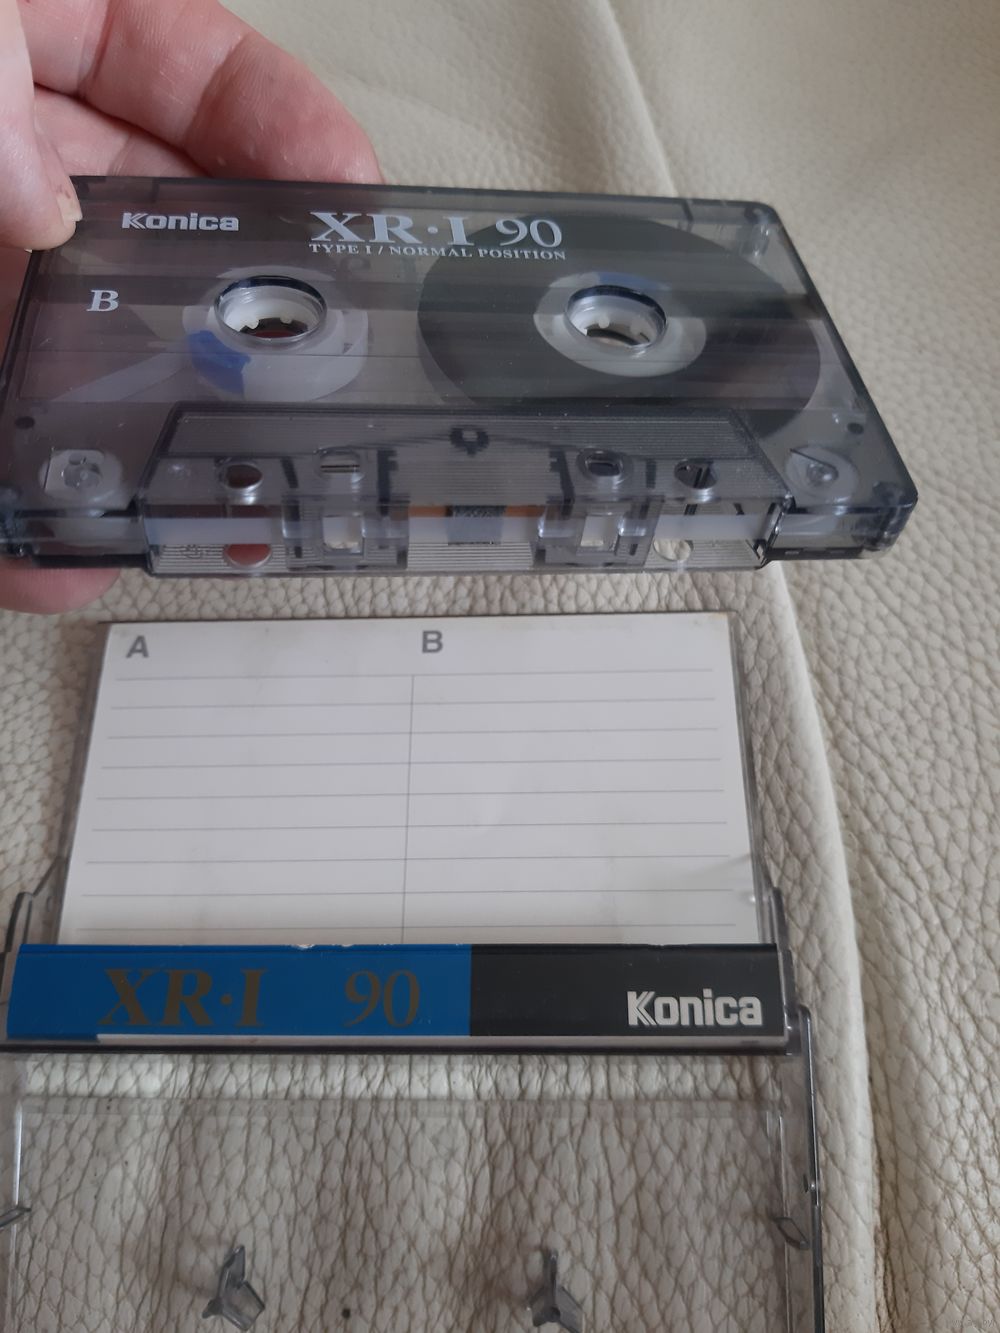 Konica
XR·I 90
TYPE I / NORMAL POSITION
B
A B
XR·I 90 Konica